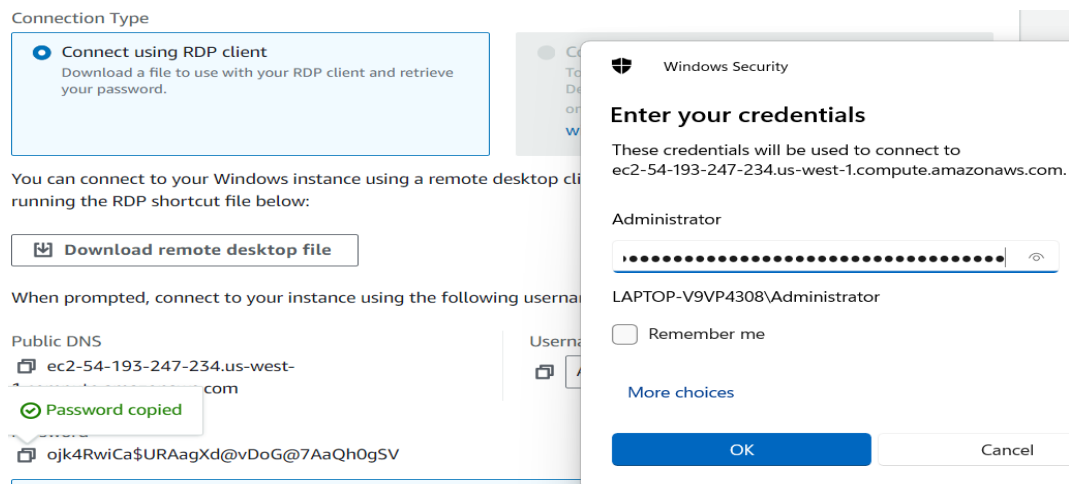 Connection Type
Connect using RDP client
Download a file to use with your RDP client and retrieve
your password.
You can connect to your Windows instance using a remote desktop cli
running the RDP shortcut file below:
Download remote desktop file
When prompted, connect to your instance using the following userna
Public DNS
ec2-54-193-247-234.us-west-
com
Password copied
Password
ojk4RwiCa$URAagXd@vDoG@7AaQh0gSV
Userna
Windows Security
Enter your credentials
These credentials will be used to connect to
ec2-54-193-247-234.us-west-1.compute.amazonaws.com.
Administrator
LAPTOP-V9VP4308\Administrator
Remember me
More choices
OK
Cancel